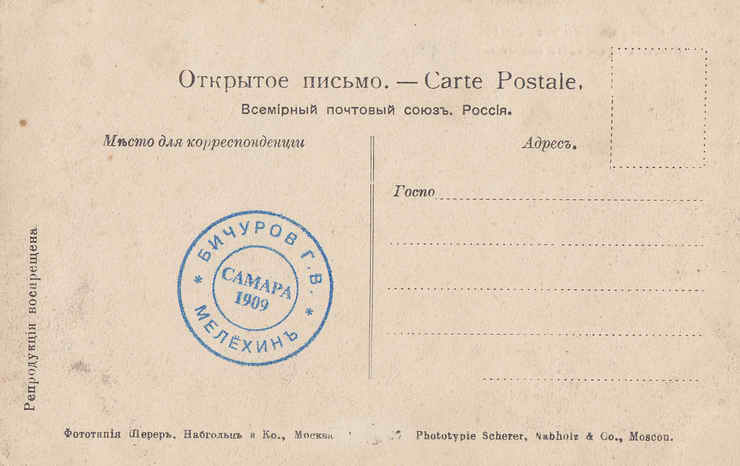 Открытое письмо. — Carte Postale.
Всемірный почтовый союзъ. Россія.
Мѣсто для корреспонденціи
Адресъ.
Госпо
БИЧУРОВ Г.В.
САМАРА
1909
* МЕЛЁХИНЪ *
Репродукція воспрещена
Фототипія Шереръ, Набгольцъ и Ко., Москва
Phototypie Scherer, Nabholz & Co., Moscou.